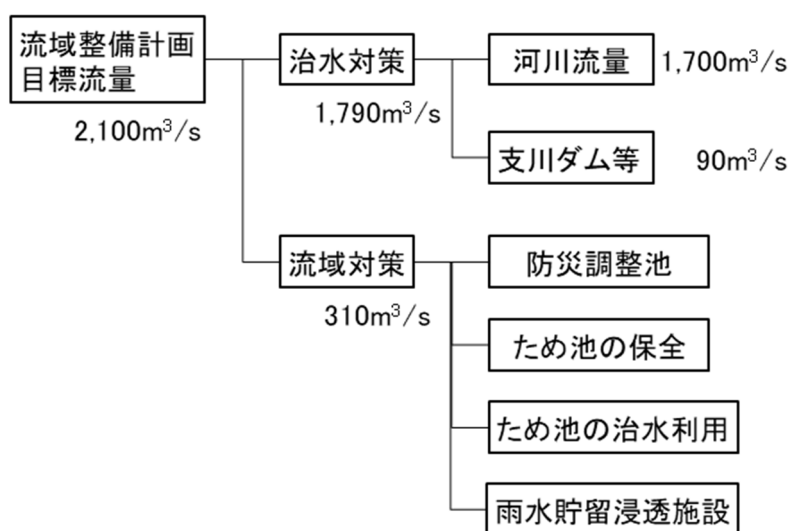 流域整備計画
目標流量
2,100m³/s
治水対策
1,790m³/s
河川流量
1,700m³/s
支川ダム等
90m³/s
流域対策
310m³/s
防災調整池
ため池の保全
ため池の治水利用
雨水貯留浸透施設